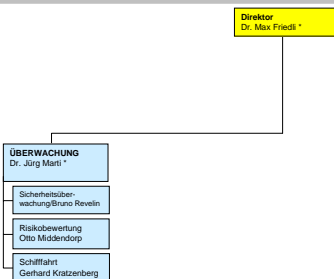 Direktor
Dr. Max Friedli *
ÜBERWACHUNG
Dr. Jürg Marti *
Sicherheitsüber-
wachung/Bruno Revelin
Risikobewertung
Otto Middendorp
Schifffahrt
Gerhard Kratzenberg